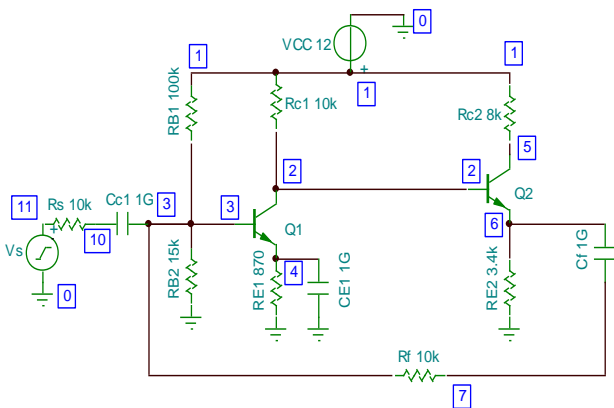 0
VCC 12
+
1
1
1
RB1 100k
Rc1 10k
Rc2 8k
5
2
2
Q2
11
Rs 10k
Cc1 1G
3
3
6
+
10
Q1
Vs
RB2 15k
4
RE1 870
CE1 1G
RE2 3.4k
Cf 1G
0
Rf 10k
7